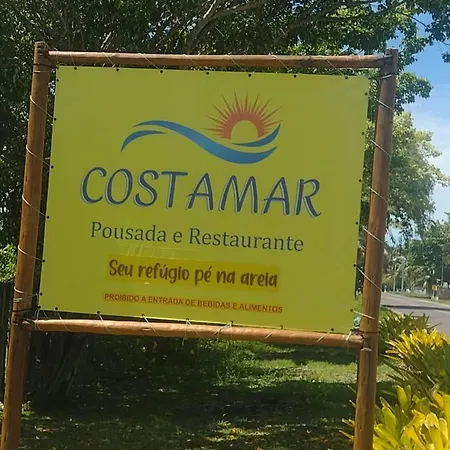 COSTAMAR
Pousada e Restaurante
Seu refúgio pé na areia
PROIBIDO A ENTRADA DE BEBIDAS E ALIMENTOS